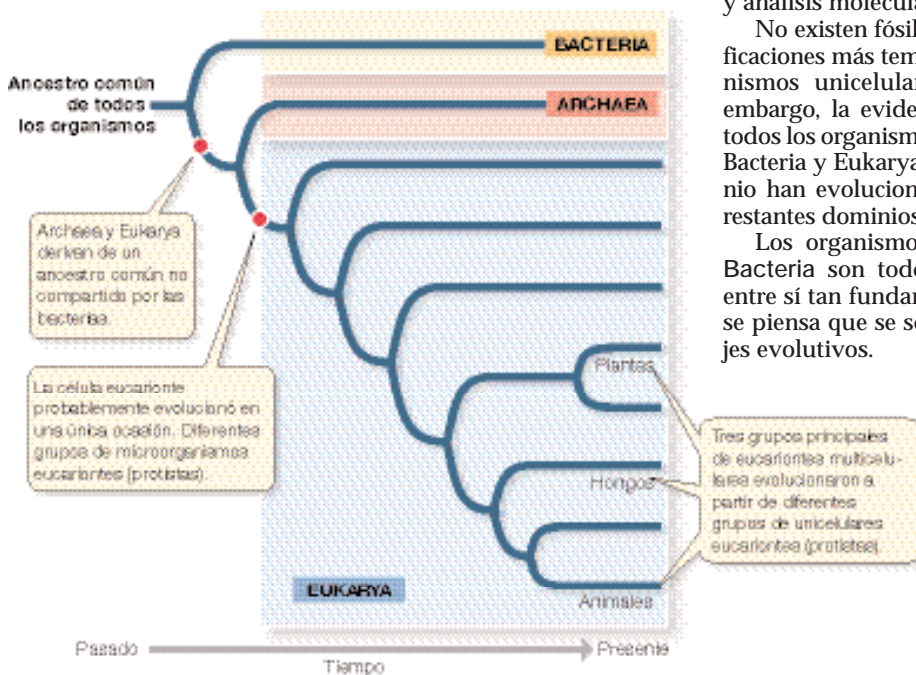 BACTERIA
Ancestro común
de todos
los organismos
ARCHAEA
Archaea y Eukarya
derivan de un
ancestro común no
compartido por las
bacterias.
La célula eucarionte
probablemente evolucionó en
una única ocasión. Diferentes
grupos de microorganismos
eucariontes (protistas).
Plantas
Hongos
Animales
EUKARYA
Tres grupos principales
de eucariontes multicelu-
lares evolucionaron a
partir de diferentes
grupos de unicelulares
eucariontes (protistas).
Pasado
Tiempo
Presente
y análisis molecula
No existen fósil
ficaciones más tem
nismos unicelular
embargo, la evide
todos los organism
Bacteria y Eukarya
nio han evolucion
restantes dominios
Los organismo
Bacteria son tod
entre sí tan fundar
se piensa que se se
jes evolutivos.